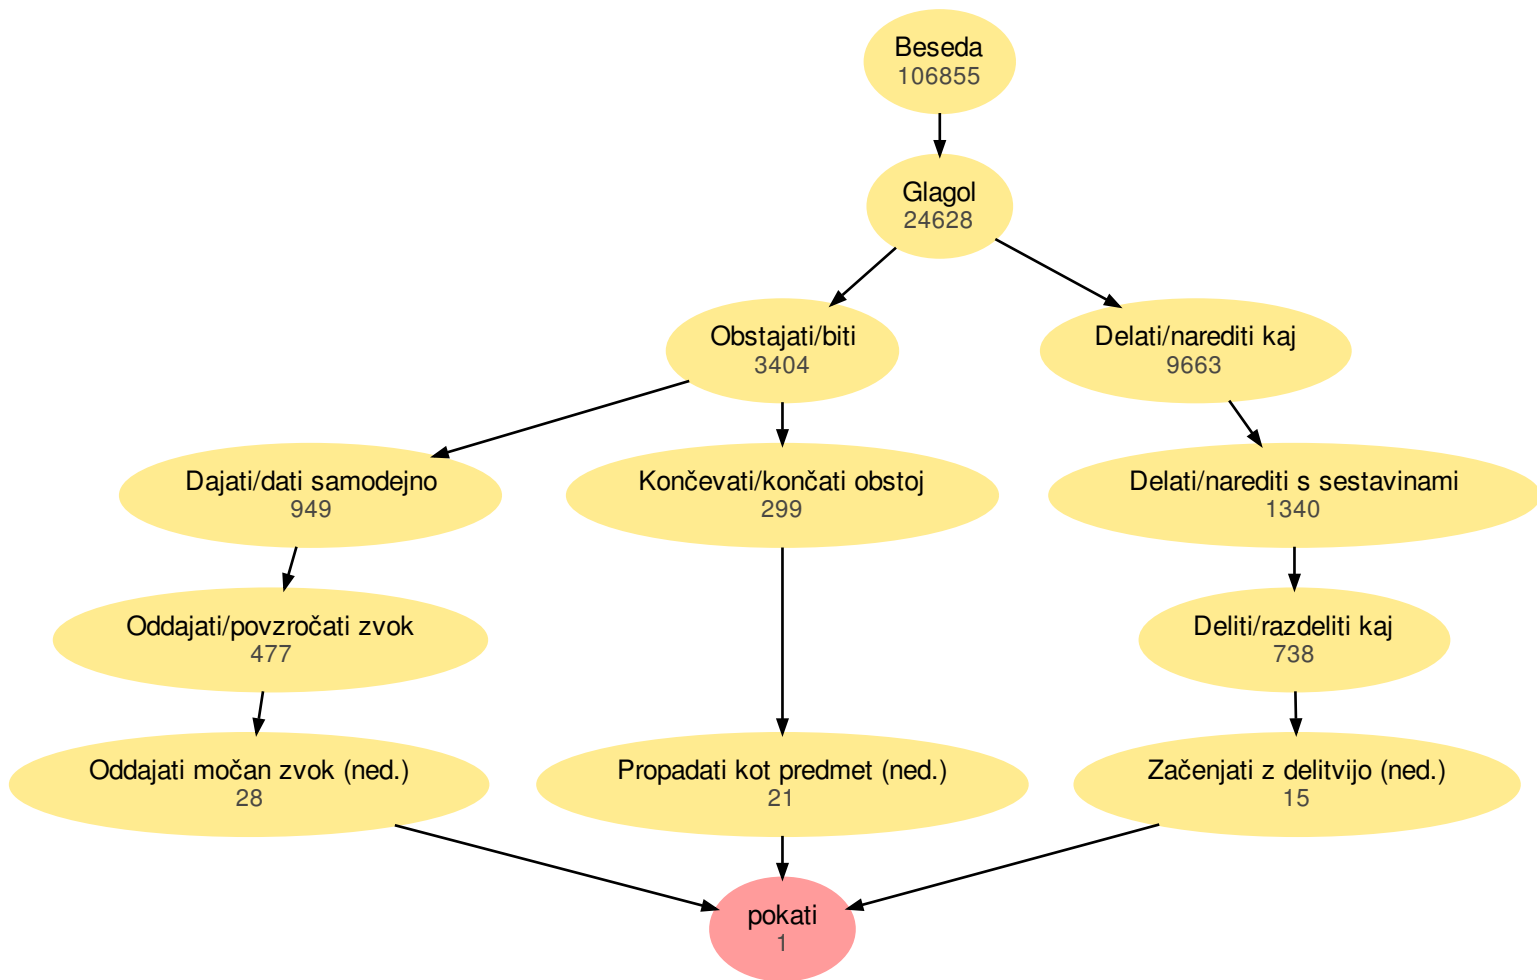 Beseda
106855
Glagol
24628
Obstajati/biti
3404
Delati/narediti kaj
9663
Dajati/dati samodejno
949
Končevati/končati obstoj
299
Delati/narediti s sestavinami
1340
Oddajati/povzročati zvok
477
Deliti/razdeliti kaj
738
Oddajati močan zvok (ned.)
28
Propadati kot predmet (ned.)
21
Začenjati z delitvijo (ned.)
15
pokati
1